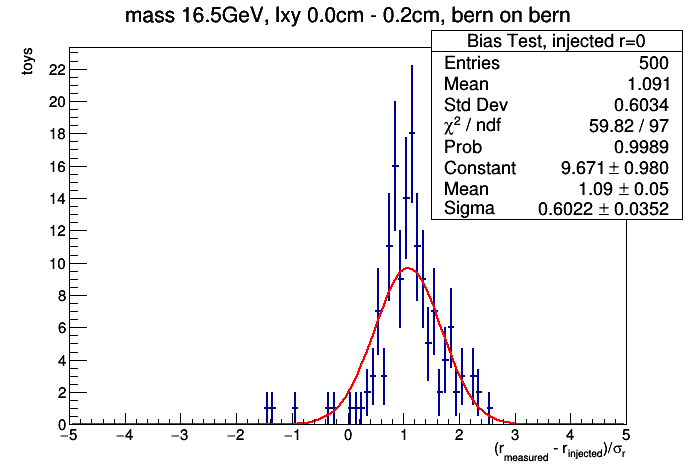 mass 16.5GeV, lxy 0.0cm - 0.2cm, bern on bern
Bias Test, injected r=0
Entries 500
Mean 1.091
Std Dev 0.6034
χ² / ndf 59.82 / 97
Prob 0.9989
Constant 9.671 ± 0.980
Mean 1.09 ± 0.05
Sigma 0.6022 ± 0.0352
toys
22
20
18
16
14
12
10
8
6
4
2
0
−5 −4 −3 −2 −1 0 1 2 3 4 5
(r_measured - r_injected)/σ_r